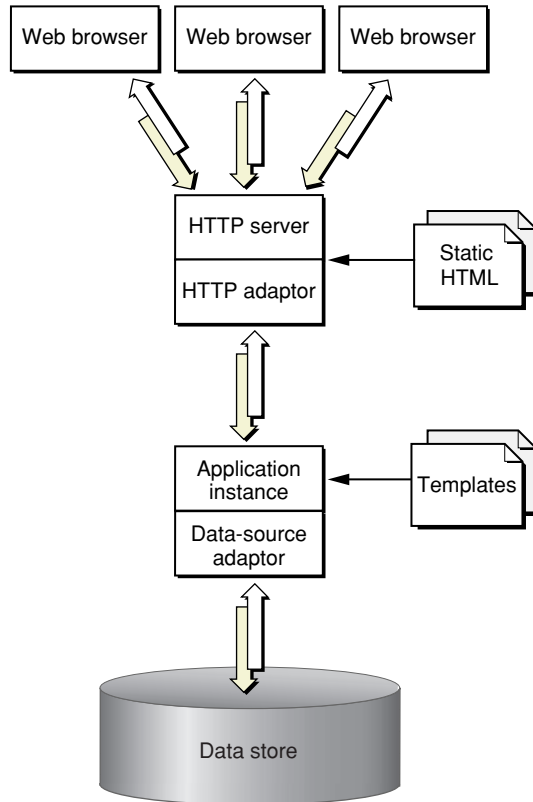 Web browser
Web browser
Web browser
HTTP server
HTTP adaptor
Static
HTML
Application
instance
Templates
Data-source
adaptor
Data store